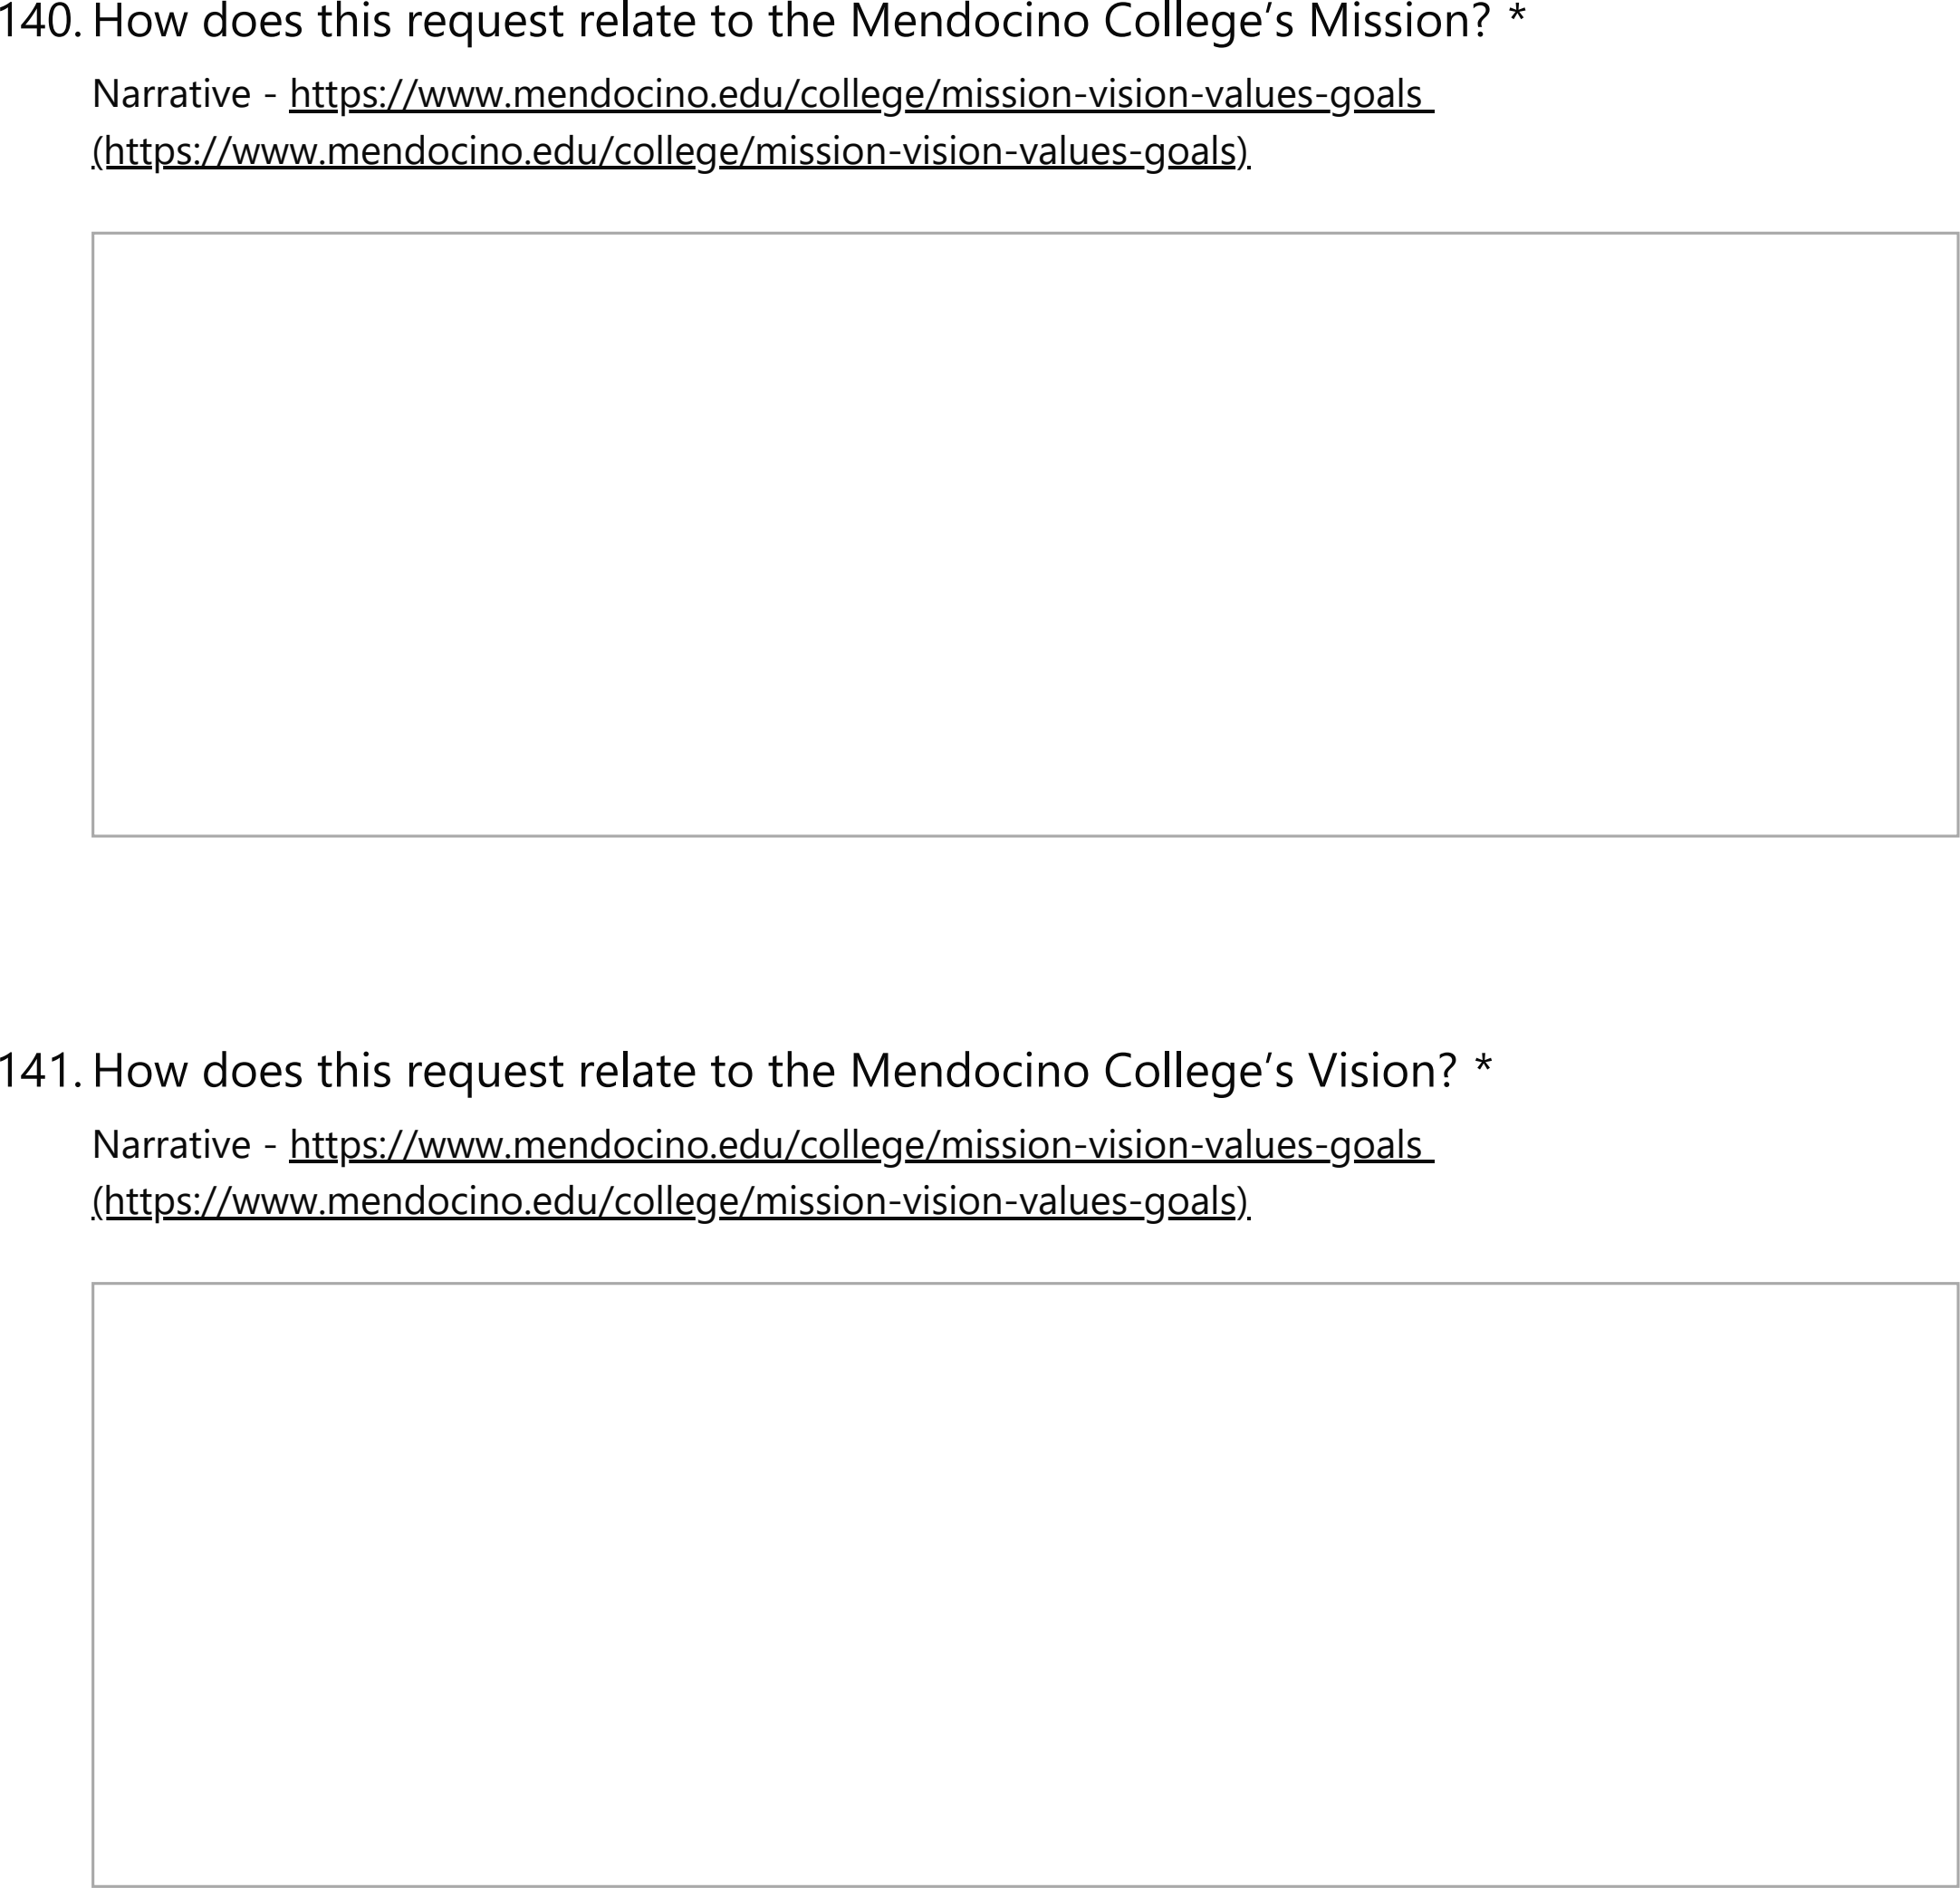 140. How does this request relate to the Mendocino College’s Mission? *
Narrative - https://www.mendocino.edu/college/mission-vision-values-goals
(https://www.mendocino.edu/college/mission-vision-values-goals)
141. How does this request relate to the Mendocino College’s Vision? *
Narrative - https://www.mendocino.edu/college/mission-vision-values-goals
(https://www.mendocino.edu/college/mission-vision-values-goals)